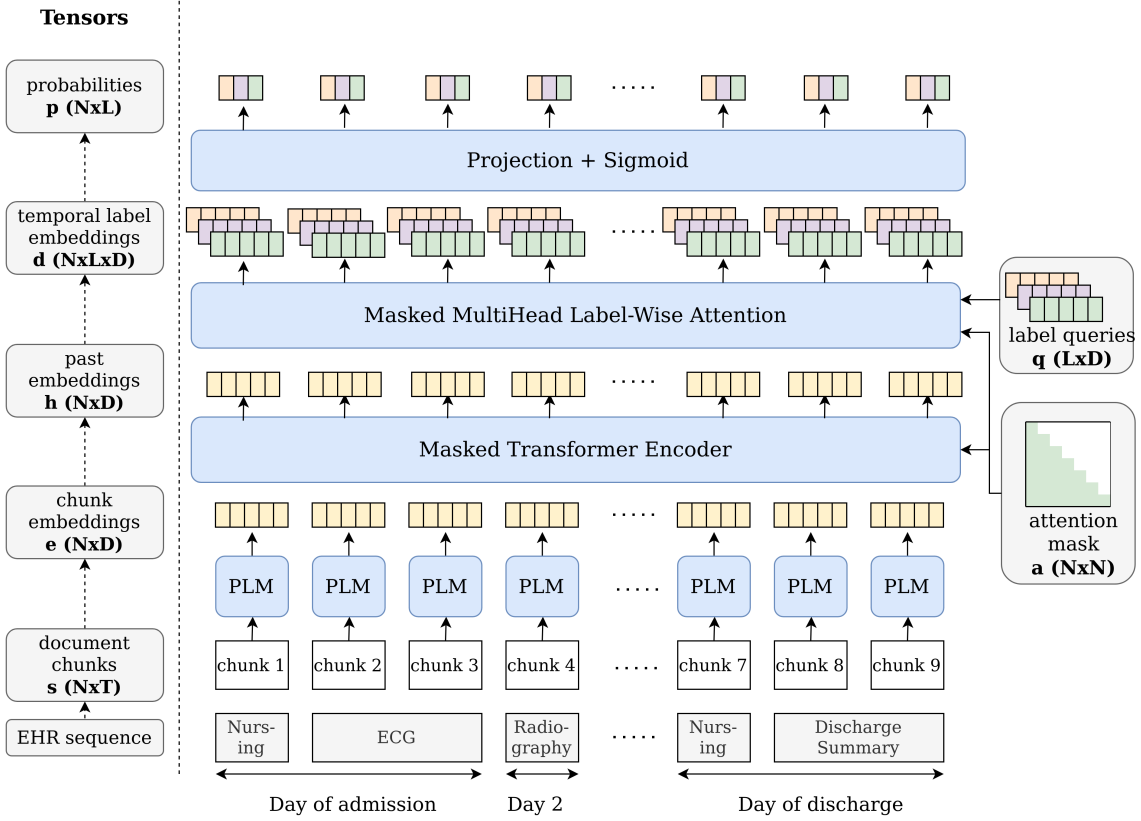 Tensors
probabilities
p (NxL)
temporal label
embeddings
d (NxLxD)
past
embeddings
h (NxD)
chunk
embeddings
e (NxD)
document
chunks
s (NxT)
EHR sequence
.....
Projection + Sigmoid
.....
Masked MultiHead Label-Wise Attention
.....
Masked Transformer Encoder
.....
PLM PLM PLM PLM ..... PLM PLM PLM
chunk 1 chunk 2 chunk 3 chunk 4 ..... chunk 7 chunk 8 chunk 9
Nurs-
ing
ECG
Radio-
graphy
.....
Nurs-
ing
Discharge
Summary
Day of admission
Day 2
Day of discharge
label queries
q (LxD)
attention
mask
a (NxN)